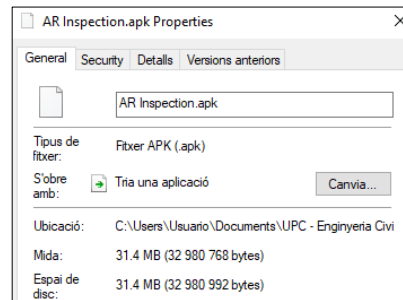 AR Inspection.apk Properties
General Security Detalls Versions anteriors
AR Inspection.apk
Tipus de fitxer: Fitxer APK (.apk)
S'obre amb: Tria una aplicació Canvia...
Ubicació: C:\Users\Usuario\Documents\UPC - Enginyeria Civi
Mida: 31.4 MB (32 980 768 bytes)
Espai de disc: 31.4 MB (32 980 992 bytes)